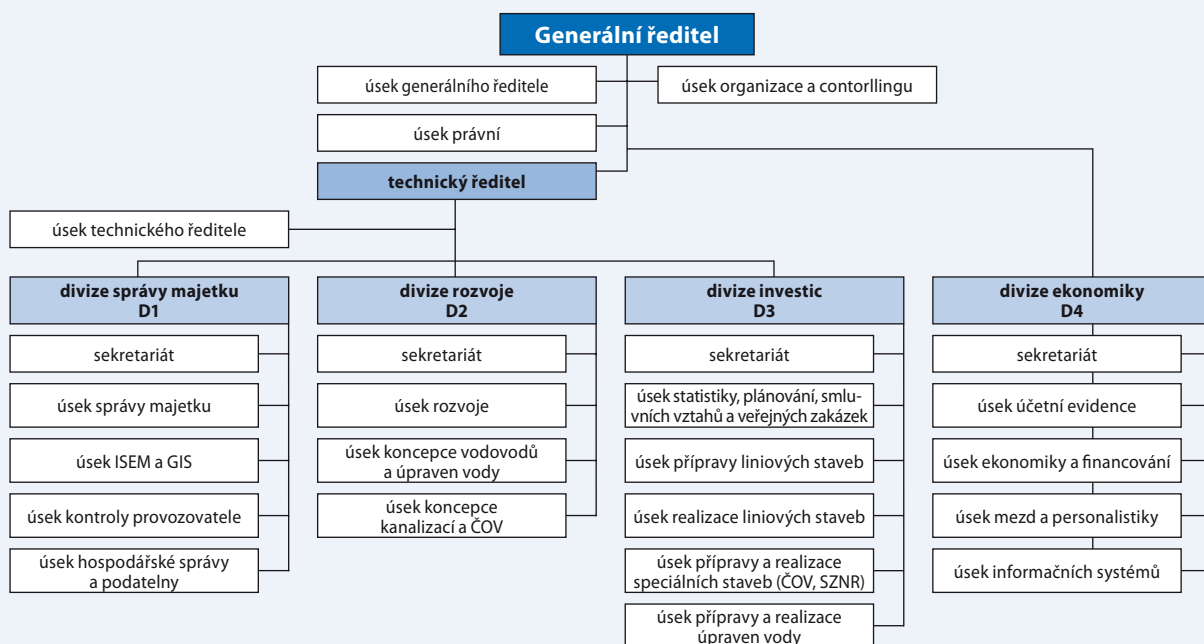 Generální ředitel
úsek generálního ředitele
úsek organizace a contorllingu
úsek právní
technický ředitel
úsek technického ředitele
divize správy majetku
D1
sekretariát
úsek správy majetku
úsek ISEM a GIS
úsek kontroly provozovatele
úsek hospodářské správy
a podatelny
divize rozvoje
D2
sekretariát
úsek rozvoje
úsek koncepce vodovodů
a úpraven vody
úsek koncepce
kanalizací a ČOV
divize investic
D3
sekretariát
úsek statistiky, plánování, smlu-
vních vztahů a veřejných zakázek
úsek přípravy liniových staveb
úsek realizace liniových staveb
úsek přípravy a realizace
speciálních staveb (ČOV, SZNR)
úsek přípravy a realizace
úpraven vody
divize ekonomiky
D4
sekretariát
úsek účetní evidence
úsek ekonomiky a financování
úsek mezd a personalistiky
úsek informačních systémů